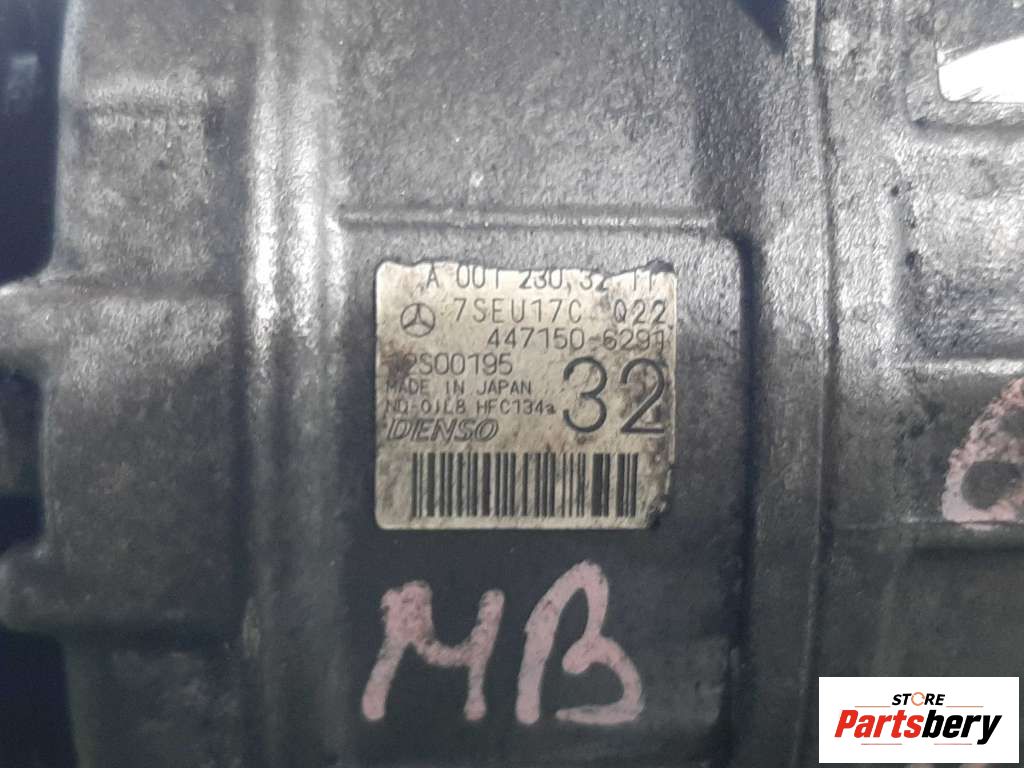 A 001 230 32 11
7SEU17C Q22
447150-6291
2S00195
MADE IN JAPAN
32
ND-OIL8 HFC134a
DENSO
MB
STORE
Partsbery